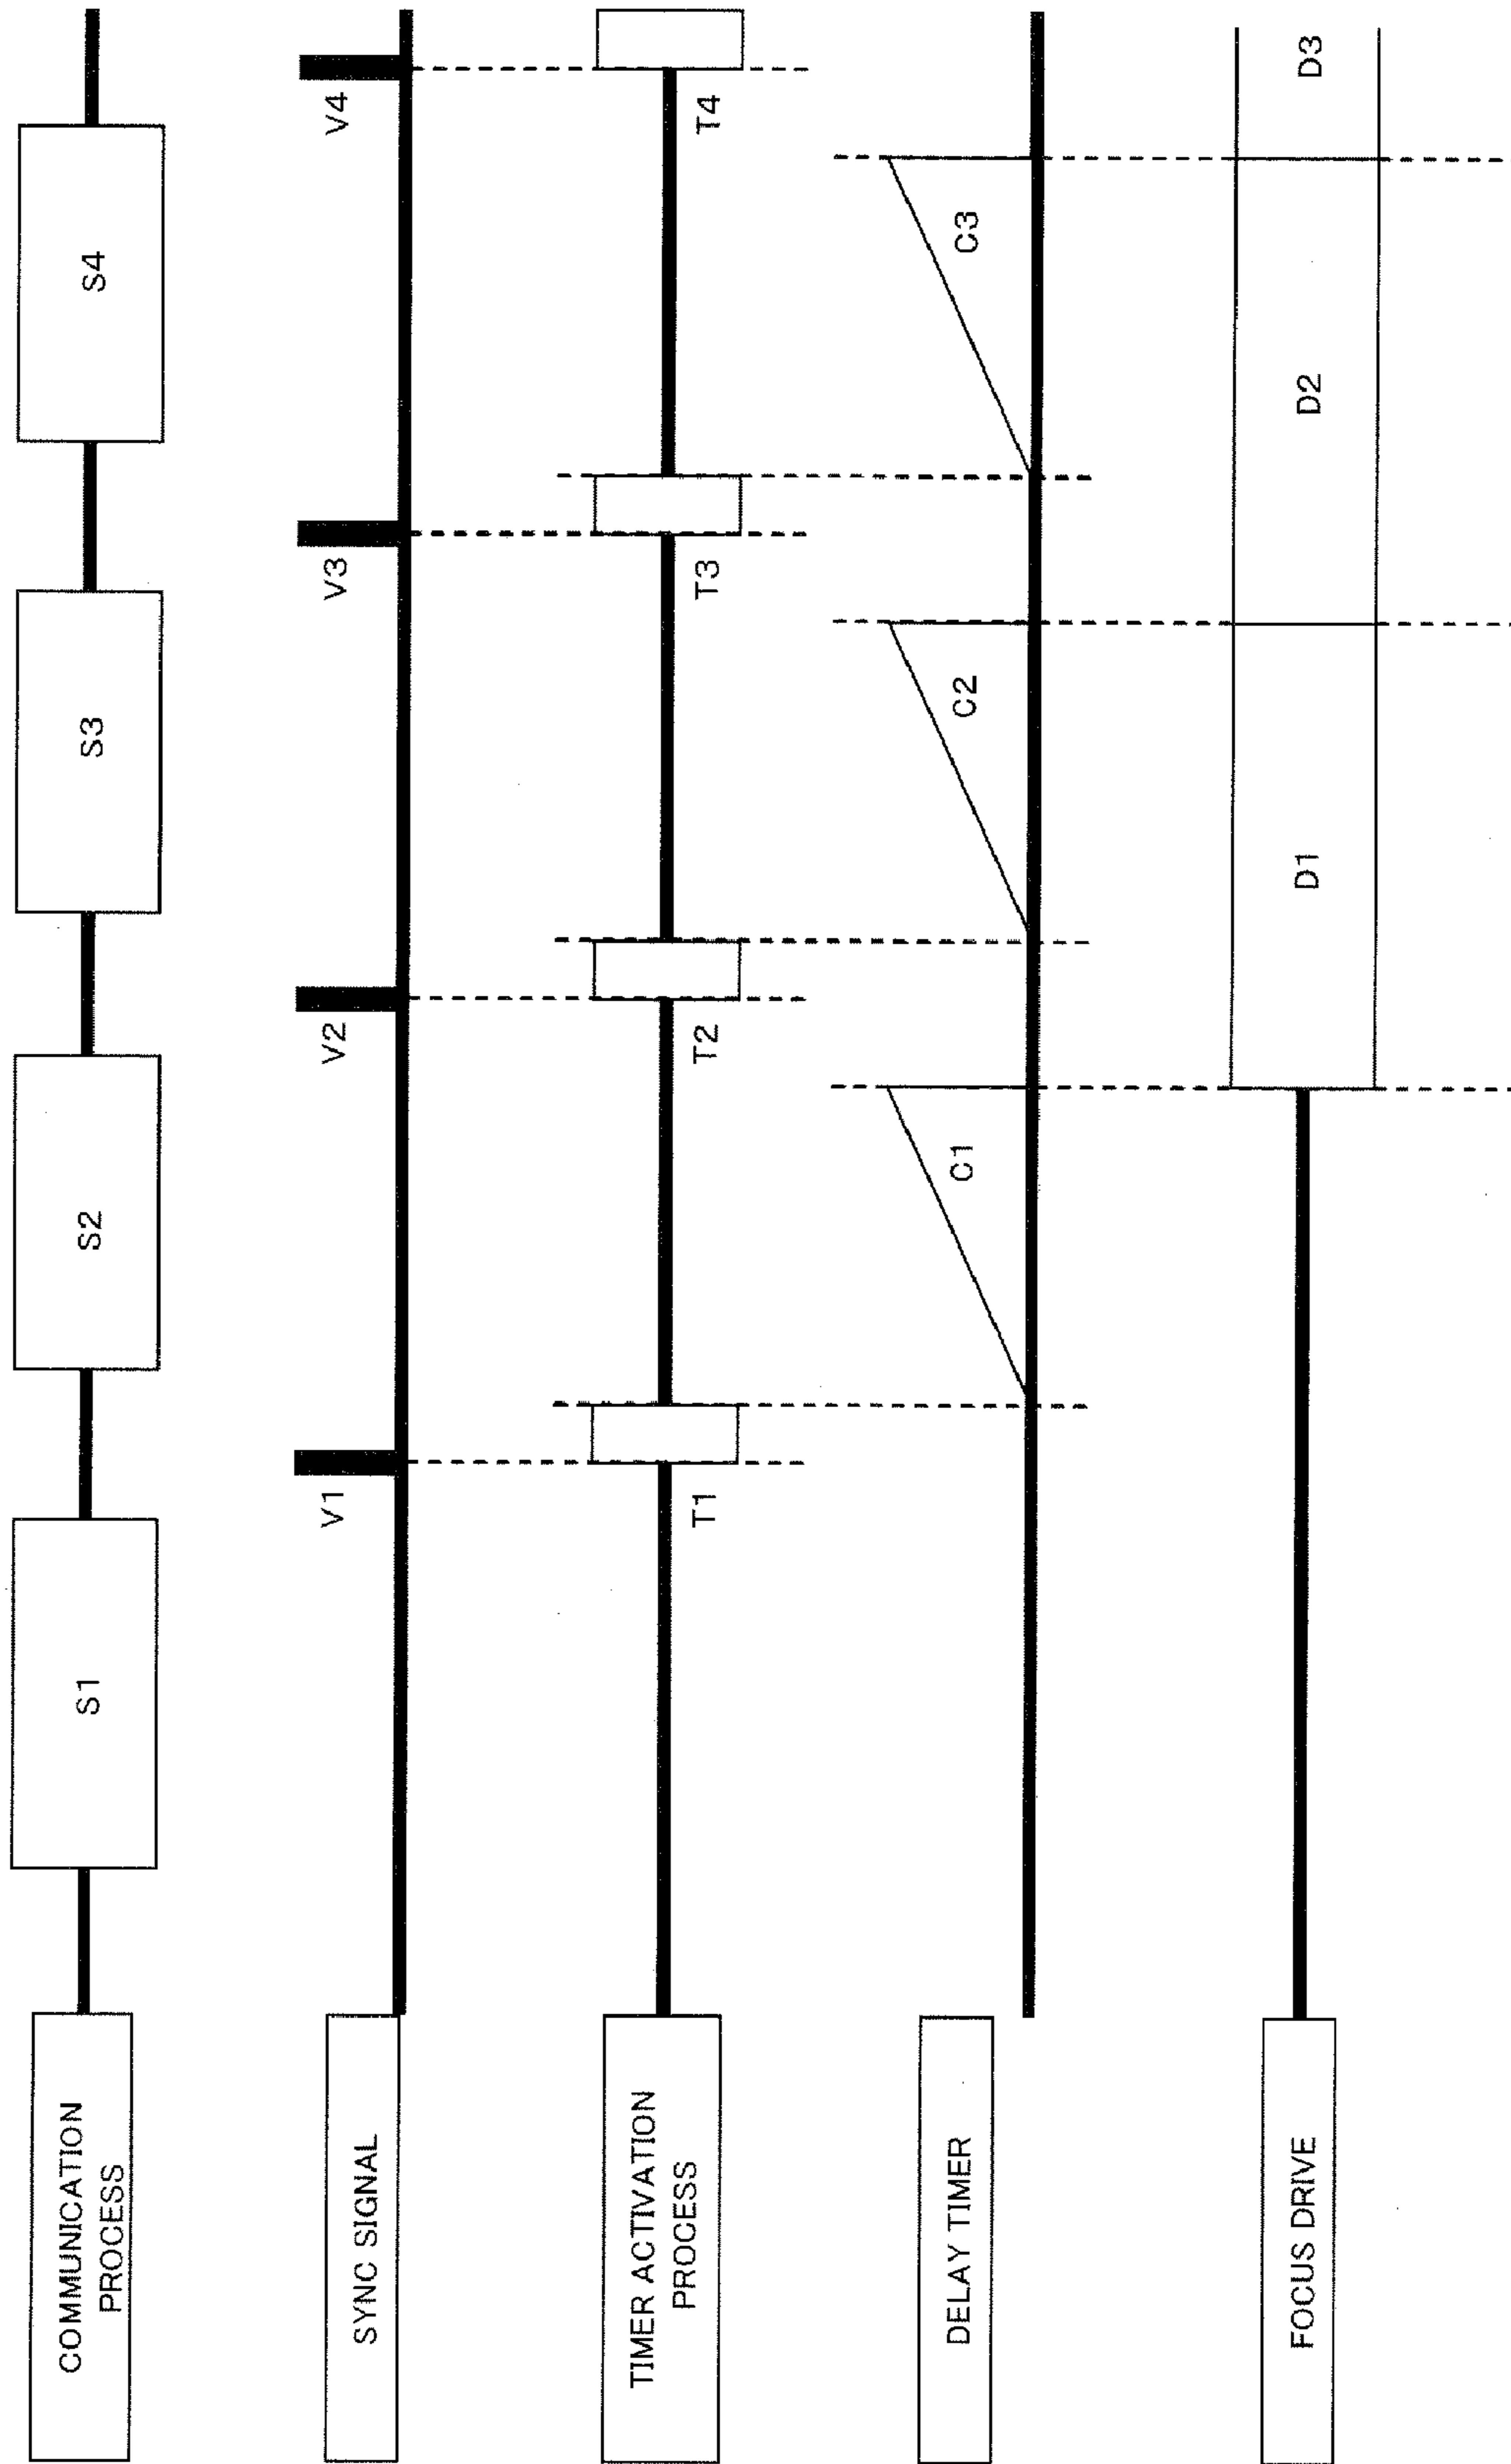 COMMUNICATION
PROCESS
S1
S2
S3
S4
SYNC SIGNAL
V1
V2
V3
V4
TIMER ACTIVATION
PROCESS
T1
T2
T3
T4
DELAY TIMER
C1
C2
C3
FOCUS DRIVE
D1
D2
D3